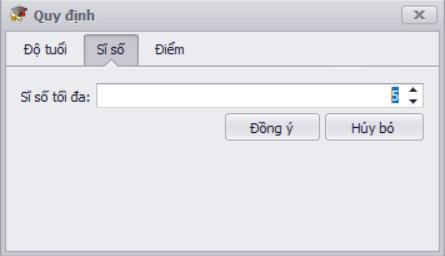 Quy định
Độ tuổi Sĩ số Điểm
Sĩ số tối đa: 5
Đồng ý Hủy bỏ